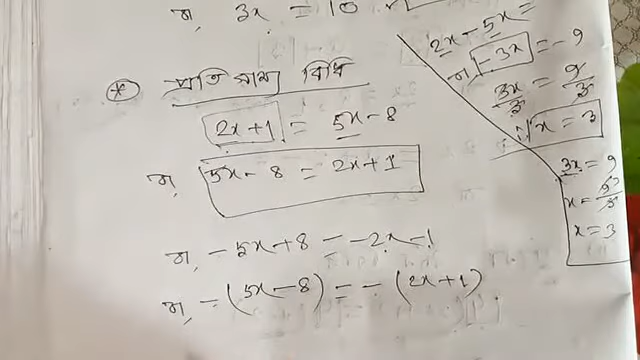 বা, 3x = 10
* প্রতিসাম্য বিধি
2x+1 = 5x-8
বা, 5x-8 = 2x+1
বা, -5x+8 = -2x-1
বা, -(5x-8) = -(2x+1)
2x-5x=
বা, -3x = -9
3x/3 = 9/3
∴ x = 3
3x = 9
x = 9/3
x = 3